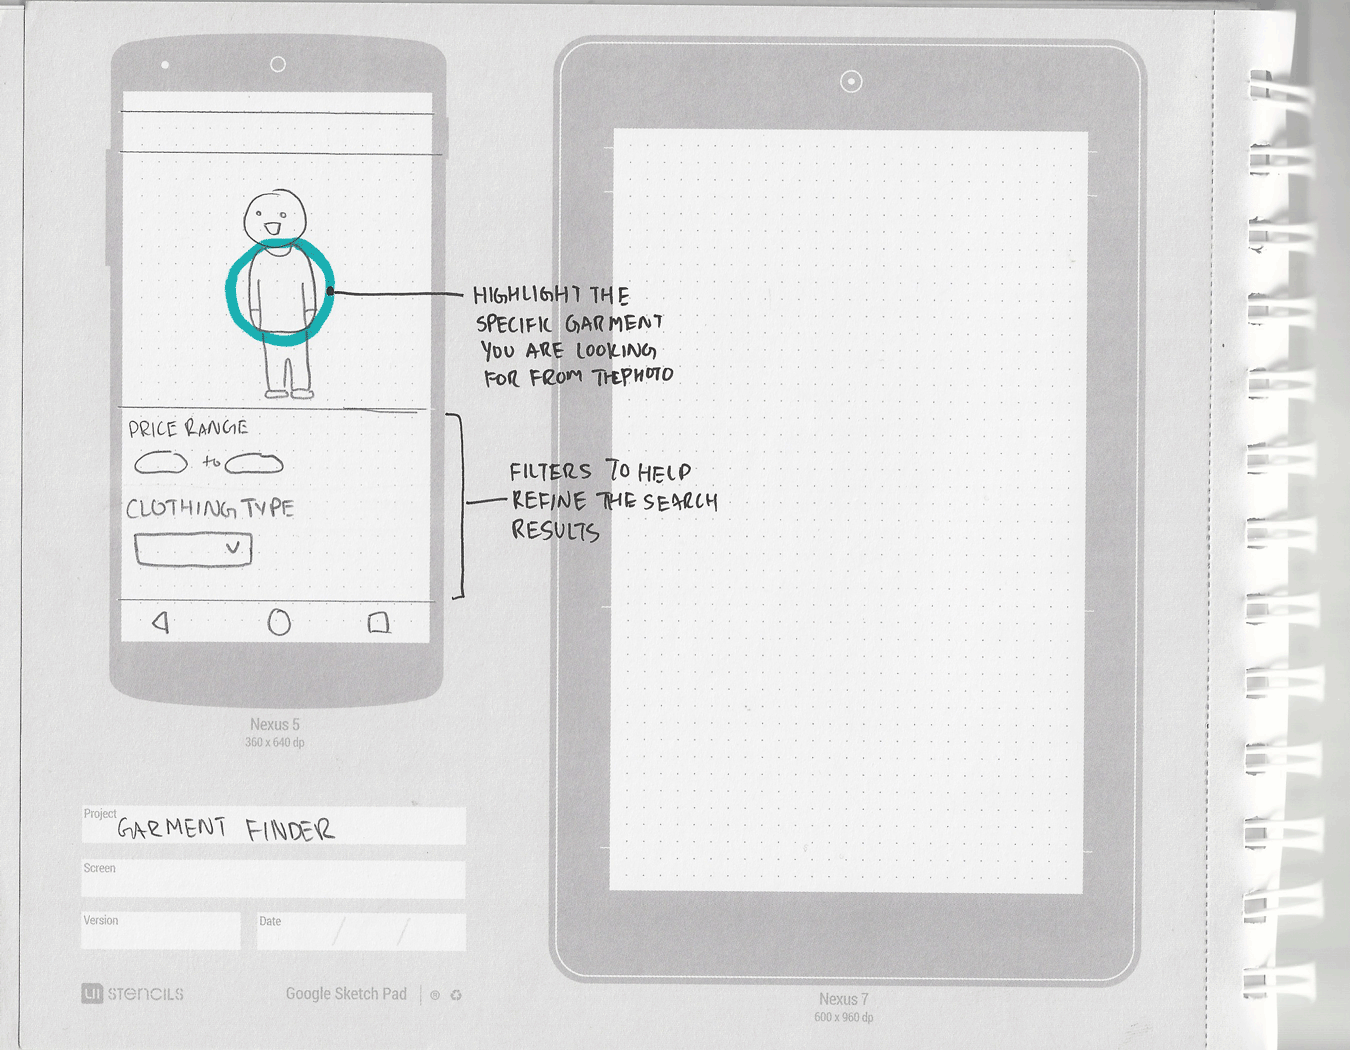 HIGHLIGHT THE
SPECIFIC GARMENT
YOU ARE LOOKING
FOR FROM THE PHOTO
PRICE RANGE
to
CLOTHING TYPE
FILTERS TO HELP
REFINE THE SEARCH
RESULTS
Nexus 5
360 x 640 dp
Project
GARMENT FINDER
Screen
Version
Date / /
UI STENCILS
Google Sketch Pad
Nexus 7
600 x 960 dp